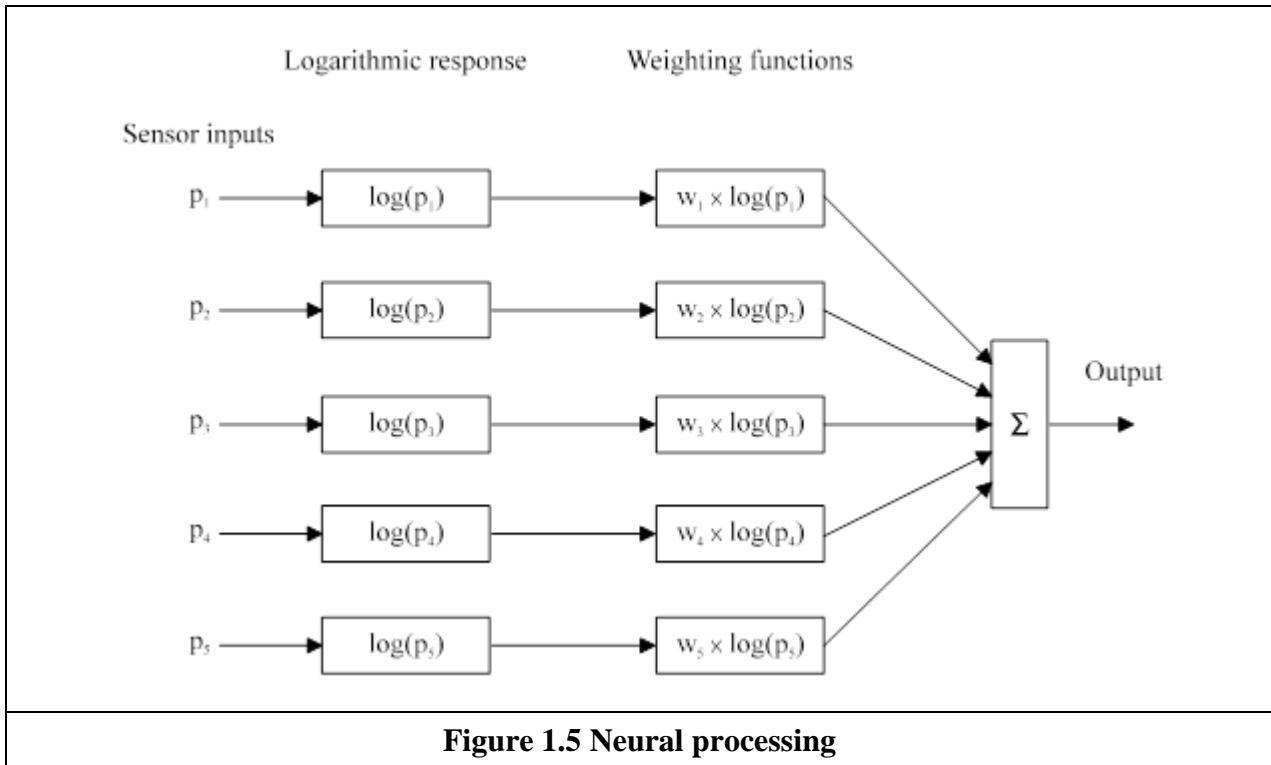 Logarithmic response Weighting functions
Sensor inputs
p₁ log(p₁) w₁ × log(p₁)
p₂ log(p₂) w₂ × log(p₂)
Output
p₃ log(p₃) w₃ × log(p₃) Σ
p₄ log(p₄) w₄ × log(p₄)
p₅ log(p₅) w₅ × log(p₅)
Figure 1.5 Neural processing